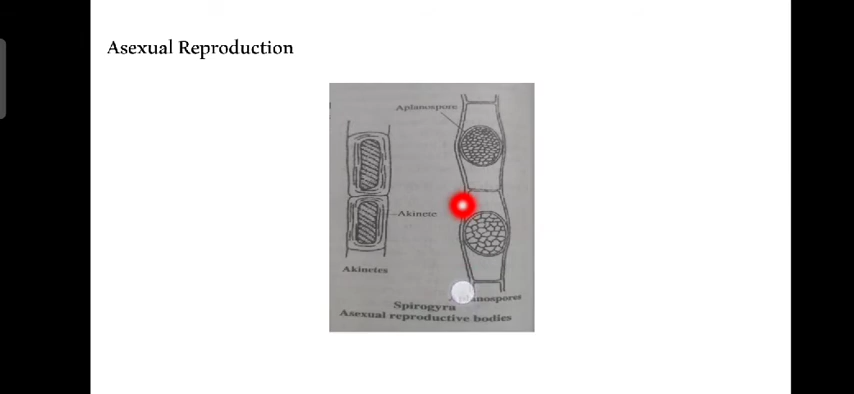 Asexual Reproduction
Aplanospore
Akinete
Akinetes
Spirogyra
Asexual reproductive bodies